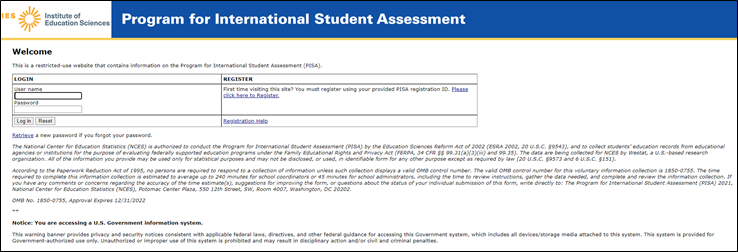 IES Institute of Education Sciences
Program for International Student Assessment
Welcome
This is a restricted-use website that contains information on the Program for International Student Assessment (PISA).
LOGIN
User name
Password
Log In Reset
REGISTER
First time visiting this site? You must register using your provided PISA registration ID. Please
click here to Register.
Registration Help
Retrieve a new password if you forgot your password.
The National Center for Education Statistics (NCES) is authorized to conduct the Program for International Student Assessment (PISA) by the Education Sciences Reform Act of 2002 (ESRA 2002, 20 U.S.C. §9543), and to collect students' education records from educational
agencies or institutions for the purpose of evaluating federally supported education programs under the Family Educational Rights and Privacy Act (FERPA, 34 CFR §§ 99.31(a)(3)(iii) and 99.35). The data are being collected for NCES by Westat, a U.S.-based research
organization. All of the information you provide may be used only for statistical purposes and may not be disclosed, or used, in identifiable form for any other purpose except as required by law (20 U.S.C. §9573 and 6 U.S.C. §151).
According to the Paperwork Reduction Act of 1995, no persons are required to respond to a collection of information unless such collection displays a valid OMB control number. The valid OMB control number for this voluntary information collection is 1850-0755. The time
required to complete this information collection is estimated to average up to 240 minutes for school coordinators or 45 minutes for school administrators, including the time to review instructions, gather the data needed, and complete and review the information collection. If
you have any comments or concerns regarding the accuracy of the time estimate(s), suggestions for improving the form, or questions about the status of your individual submission of this form, write directly to: The Program for International Student Assessment (PISA) 2021,
National Center for Education Statistics (NCES), Potomac Center Plaza, 550 12th Street, SW, Room 4007, Washington, DC 20202.
OMB No. 1850-0755, Approval Expires 12/31/2022
Notice: You are accessing a U.S. Government information system.
This warning banner provides privacy and security notices consistent with applicable federal laws, directives, and other federal guidance for accessing this Government system, which includes all devices/storage media attached to this system. This system is provided for
Government-authorized use only. Unauthorized or improper use of this system is prohibited and may result in disciplinary action and/or civil and criminal penalties.